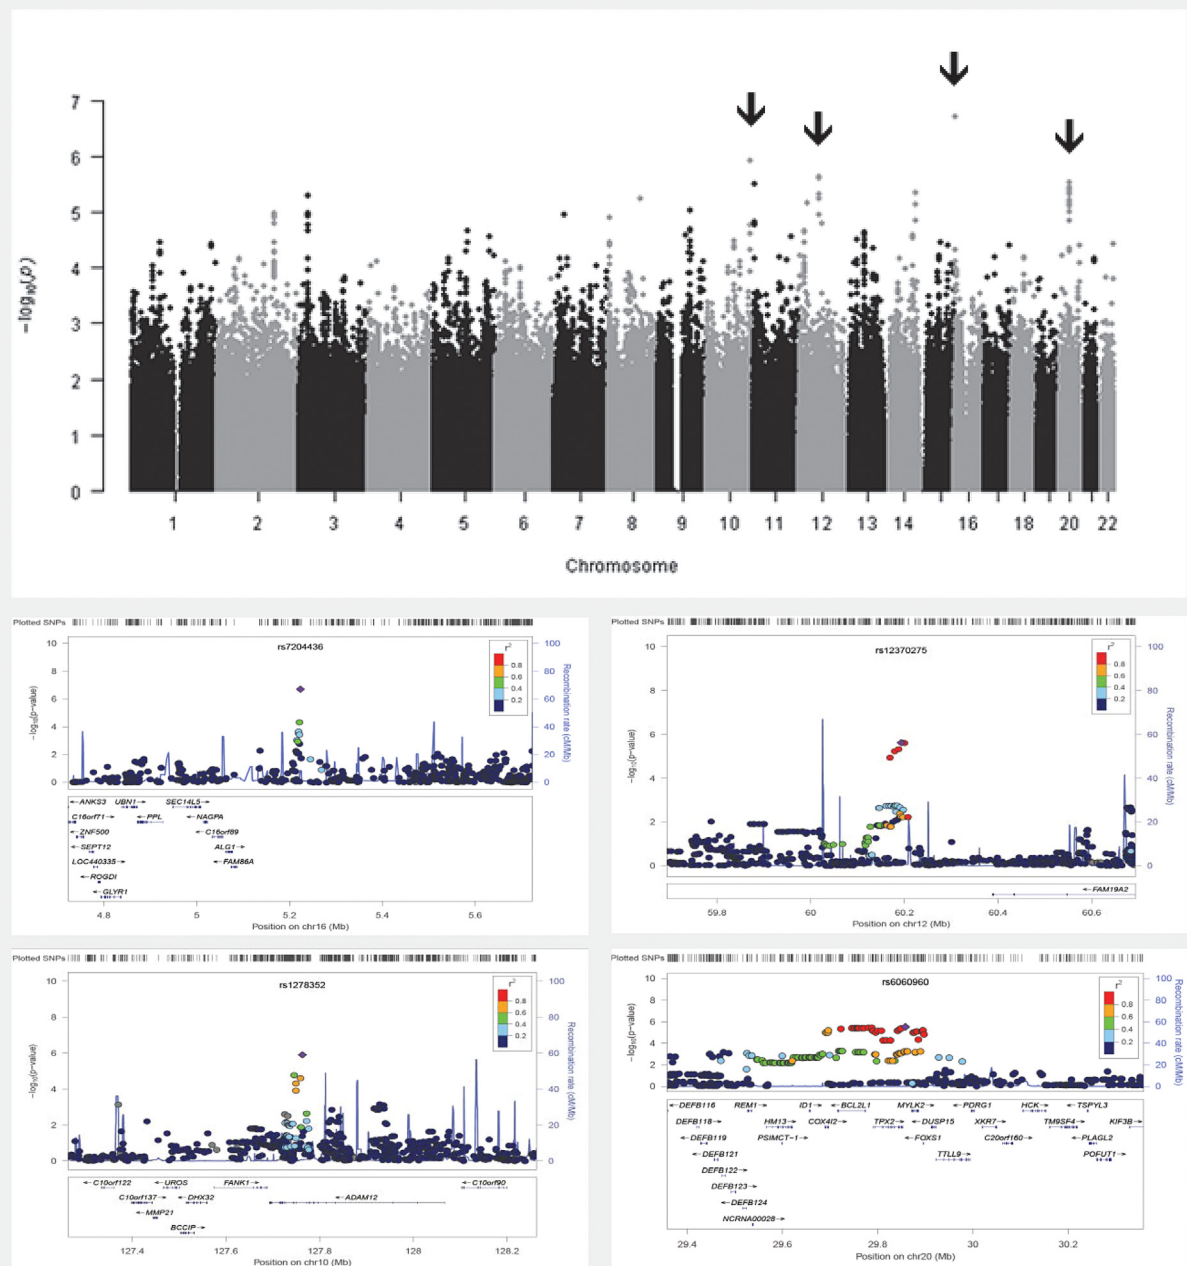 7
6
5
4
3
2
1
0
−log10(p)
1 2 3 4 5 6 7 8 9 10 11 12 13 14 16 18 20 22
Chromosome
Plotted SNPs
rs7204436
10
8
6
4
2
0
−log10(p−value)
r2
0.8
0.6
0.4
0.2
100
80
60
40
20
0
Recombination rate (cM/Mb)
←ANKS3 UBN1→ SEC14L5→
C16orf71→ ←PPL ←NAGPA
←ZNF500 ←C16orf89
←SEPT12 ALG1→
LOC440335→ ←FAM86A
←ROGDI
←GLYR1
4.8 5 5.2 5.4 5.6
Position on chr16 (Mb)
Plotted SNPs
rs12370275
10
8
6
4
2
0
−log10(p−value)
r2
0.8
0.6
0.4
0.2
100
80
60
40
20
0
Recombination rate (cM/Mb)
←FAM19A2
59.8 60 60.2 60.4 60.6
Position on chr12 (Mb)
Plotted SNPs
rs1278352
10
8
6
4
2
0
−log10(p−value)
r2
0.8
0.6
0.4
0.2
100
80
60
40
20
0
Recombination rate (cM/Mb)
←C10orf122 ←UROS FANK1→ ←C10orf90
C10orf137→ ←DHX32 ←ADAM12
←MMP21
BCCIP→
127.4 127.6 127.8 128 128.2
Position on chr10 (Mb)
Plotted SNPs
rs6060960
10
8
6
4
2
0
−log10(p−value)
r2
0.8
0.6
0.4
0.2
100
80
60
40
20
0
Recombination rate (cM/Mb)
←DEFB116 REM1→ ID1→ ←BCL2L1 MYLK2→ ←PDRG1 HCK→ ←TSPYL3
DEFB118→ ←HM13→ COX4I2→ TPX2→ ←DUSP15 XKR7→ TM9SF4→ KIF3B→
←DEFB119 PSIMCT−1→ ←FOXS1 C20orf160→ ←PLAGL2
←DEFB121 TTLL9→ POFUT1→
DEFB122→
DEFB123→
←DEFB124
NCRNA00028→
29.4 29.6 29.8 30 30.2
Position on chr20 (Mb)